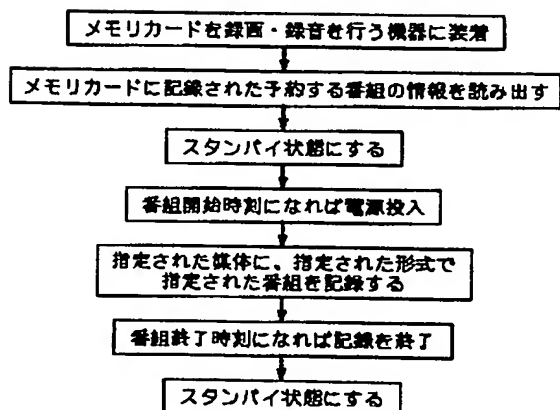 メモリカードを録画・録音を行う機器に装着
メモリカードに記録された予約する番組の情報を読み出す
スタンバイ状態にする
番組開始時刻になれば電源投入
指定された媒体に、指定された形式で
指定された番組を記録する
番組終了時刻になれば記録を終了
スタンバイ状態にする